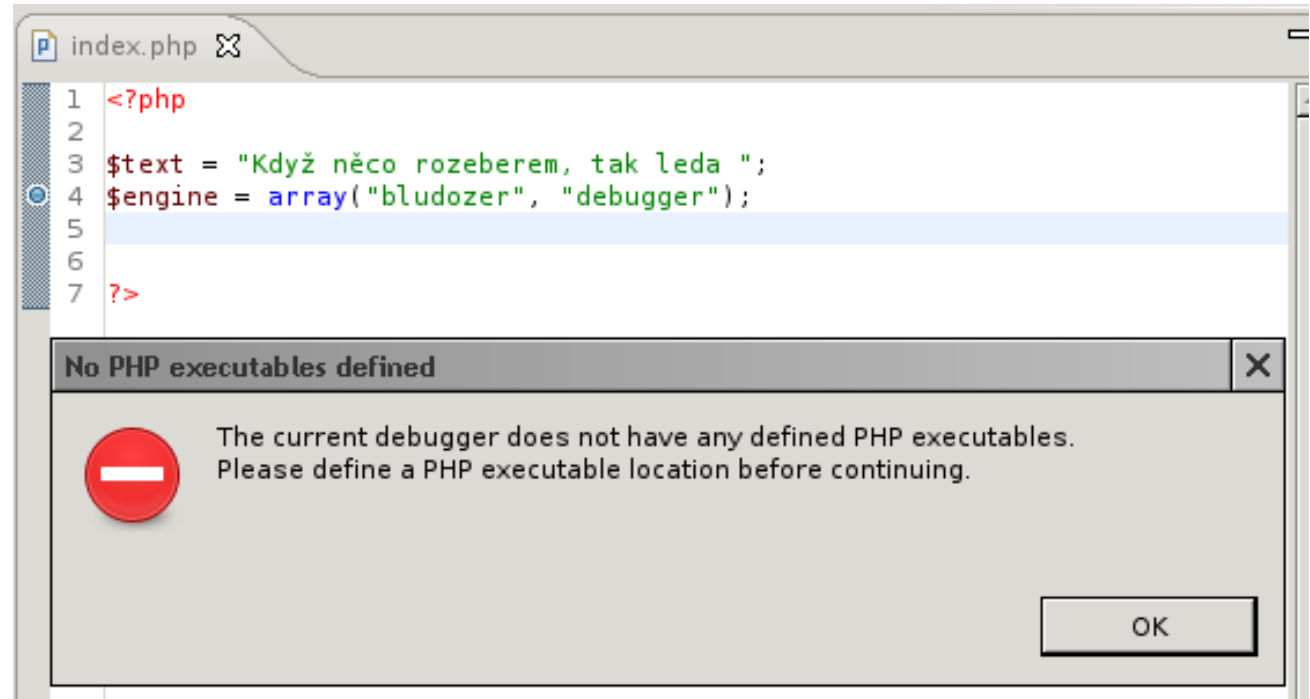 index.php
1 <?php
2
3 $text = "Když něco rozeberem, tak leda ";
4 $engine = array("bludozer", "debugger");
5
6
7 ?>
No PHP executables defined
The current debugger does not have any defined PHP executables.
Please define a PHP executable location before continuing.
OK